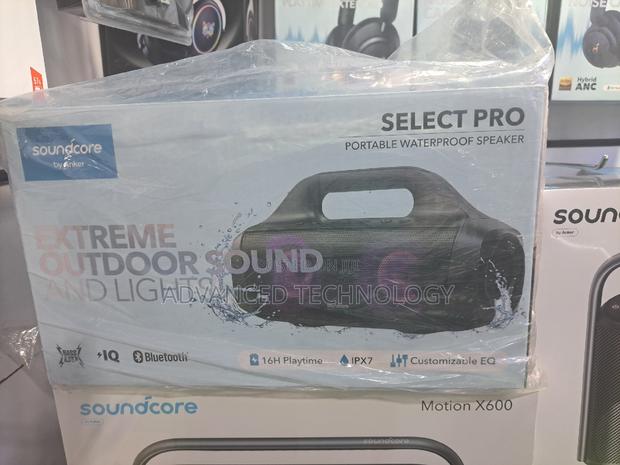 Hybrid
ANC
soundcore
by Anker
SELECT PRO
PORTABLE WATERPROOF SPEAKER
EXTREME
OUTDOOR SOUND
AND LIGHTS
ADVANCED TECHNOLOGY
IQ
Bluetooth
16H Playtime
IPX7
Customizable EQ
soundcore
Motion X600
soundcore